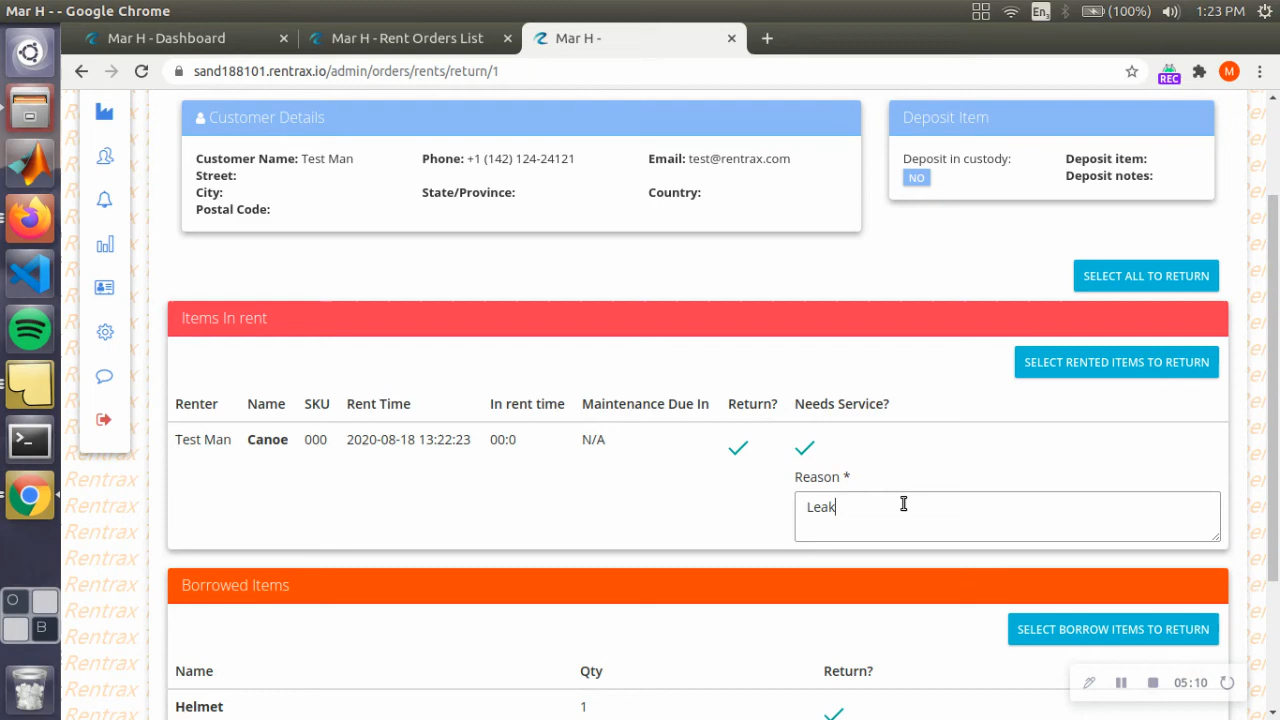 Mar H - - Google Chrome
En₃
(100%)
1:23 PM
Mar H - Dashboard
Mar H - Rent Orders List
Mar H -
sand188101.rentrax.io/admin/orders/rents/return/1
REC
M
Customer Details
Customer Name: Test Man Phone: +1 (142) 124-24121 Email: test@rentrax.com
Street:
City: State/Province: Country:
Postal Code:
Deposit Item
Deposit in custody: Deposit item:
NO Deposit notes:
SELECT ALL TO RETURN
Items In rent
SELECT RENTED ITEMS TO RETURN
Renter Name SKU Rent Time In rent time Maintenance Due In Return? Needs Service?
Test Man Canoe 000 2020-08-18 13:22:23 00:0 N/A
Reason *
Leak
Borrowed Items
SELECT BORROW ITEMS TO RETURN
Name Qty Return?
Helmet 1
05:10
O
B
Rentrax